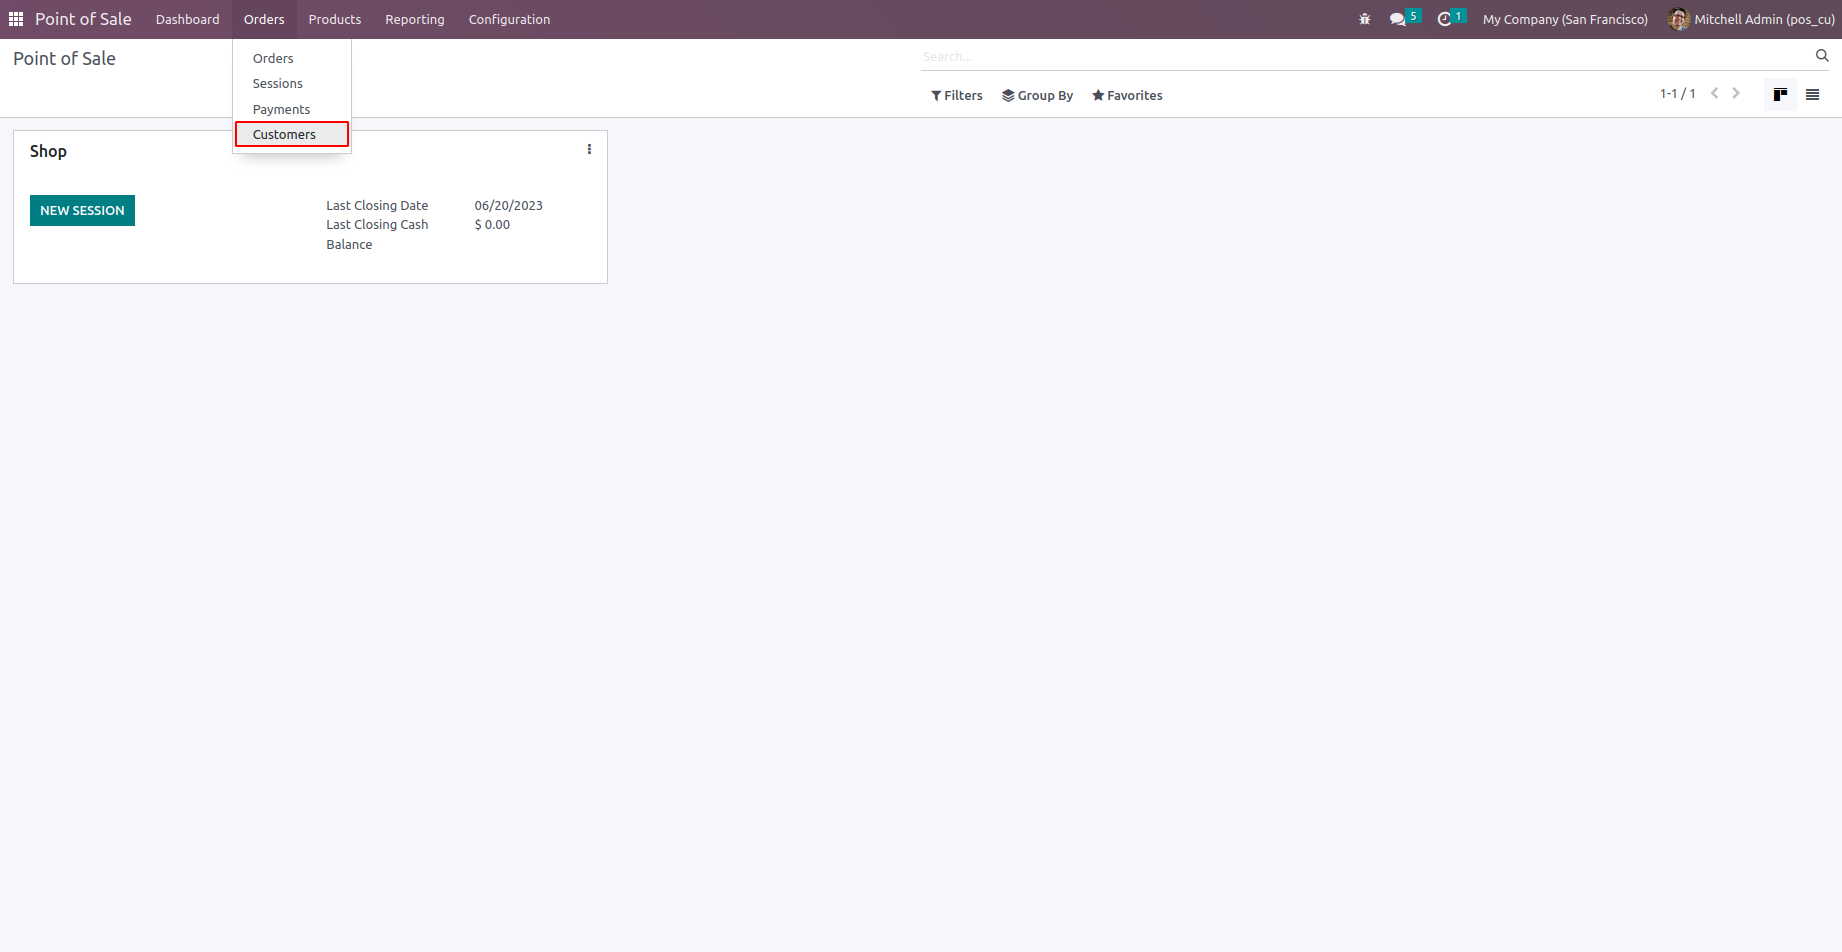 Point of Sale Dashboard Orders Products Reporting Configuration 5 1 My Company (San Francisco) Mitchell Admin (pos_cu)
Point of Sale
Search...
Orders
Sessions
Payments
Customers
Filters Group By Favorites 1-1 / 1
Shop
NEW SESSION
Last Closing Date 06/20/2023
Last Closing Cash $ 0.00
Balance